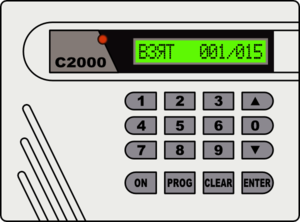 ВЗЯТ 001/015
C2000
1 2 3 ▲
4 5 6 0
7 8 9 ▼
ON PROG CLEAR ENTER